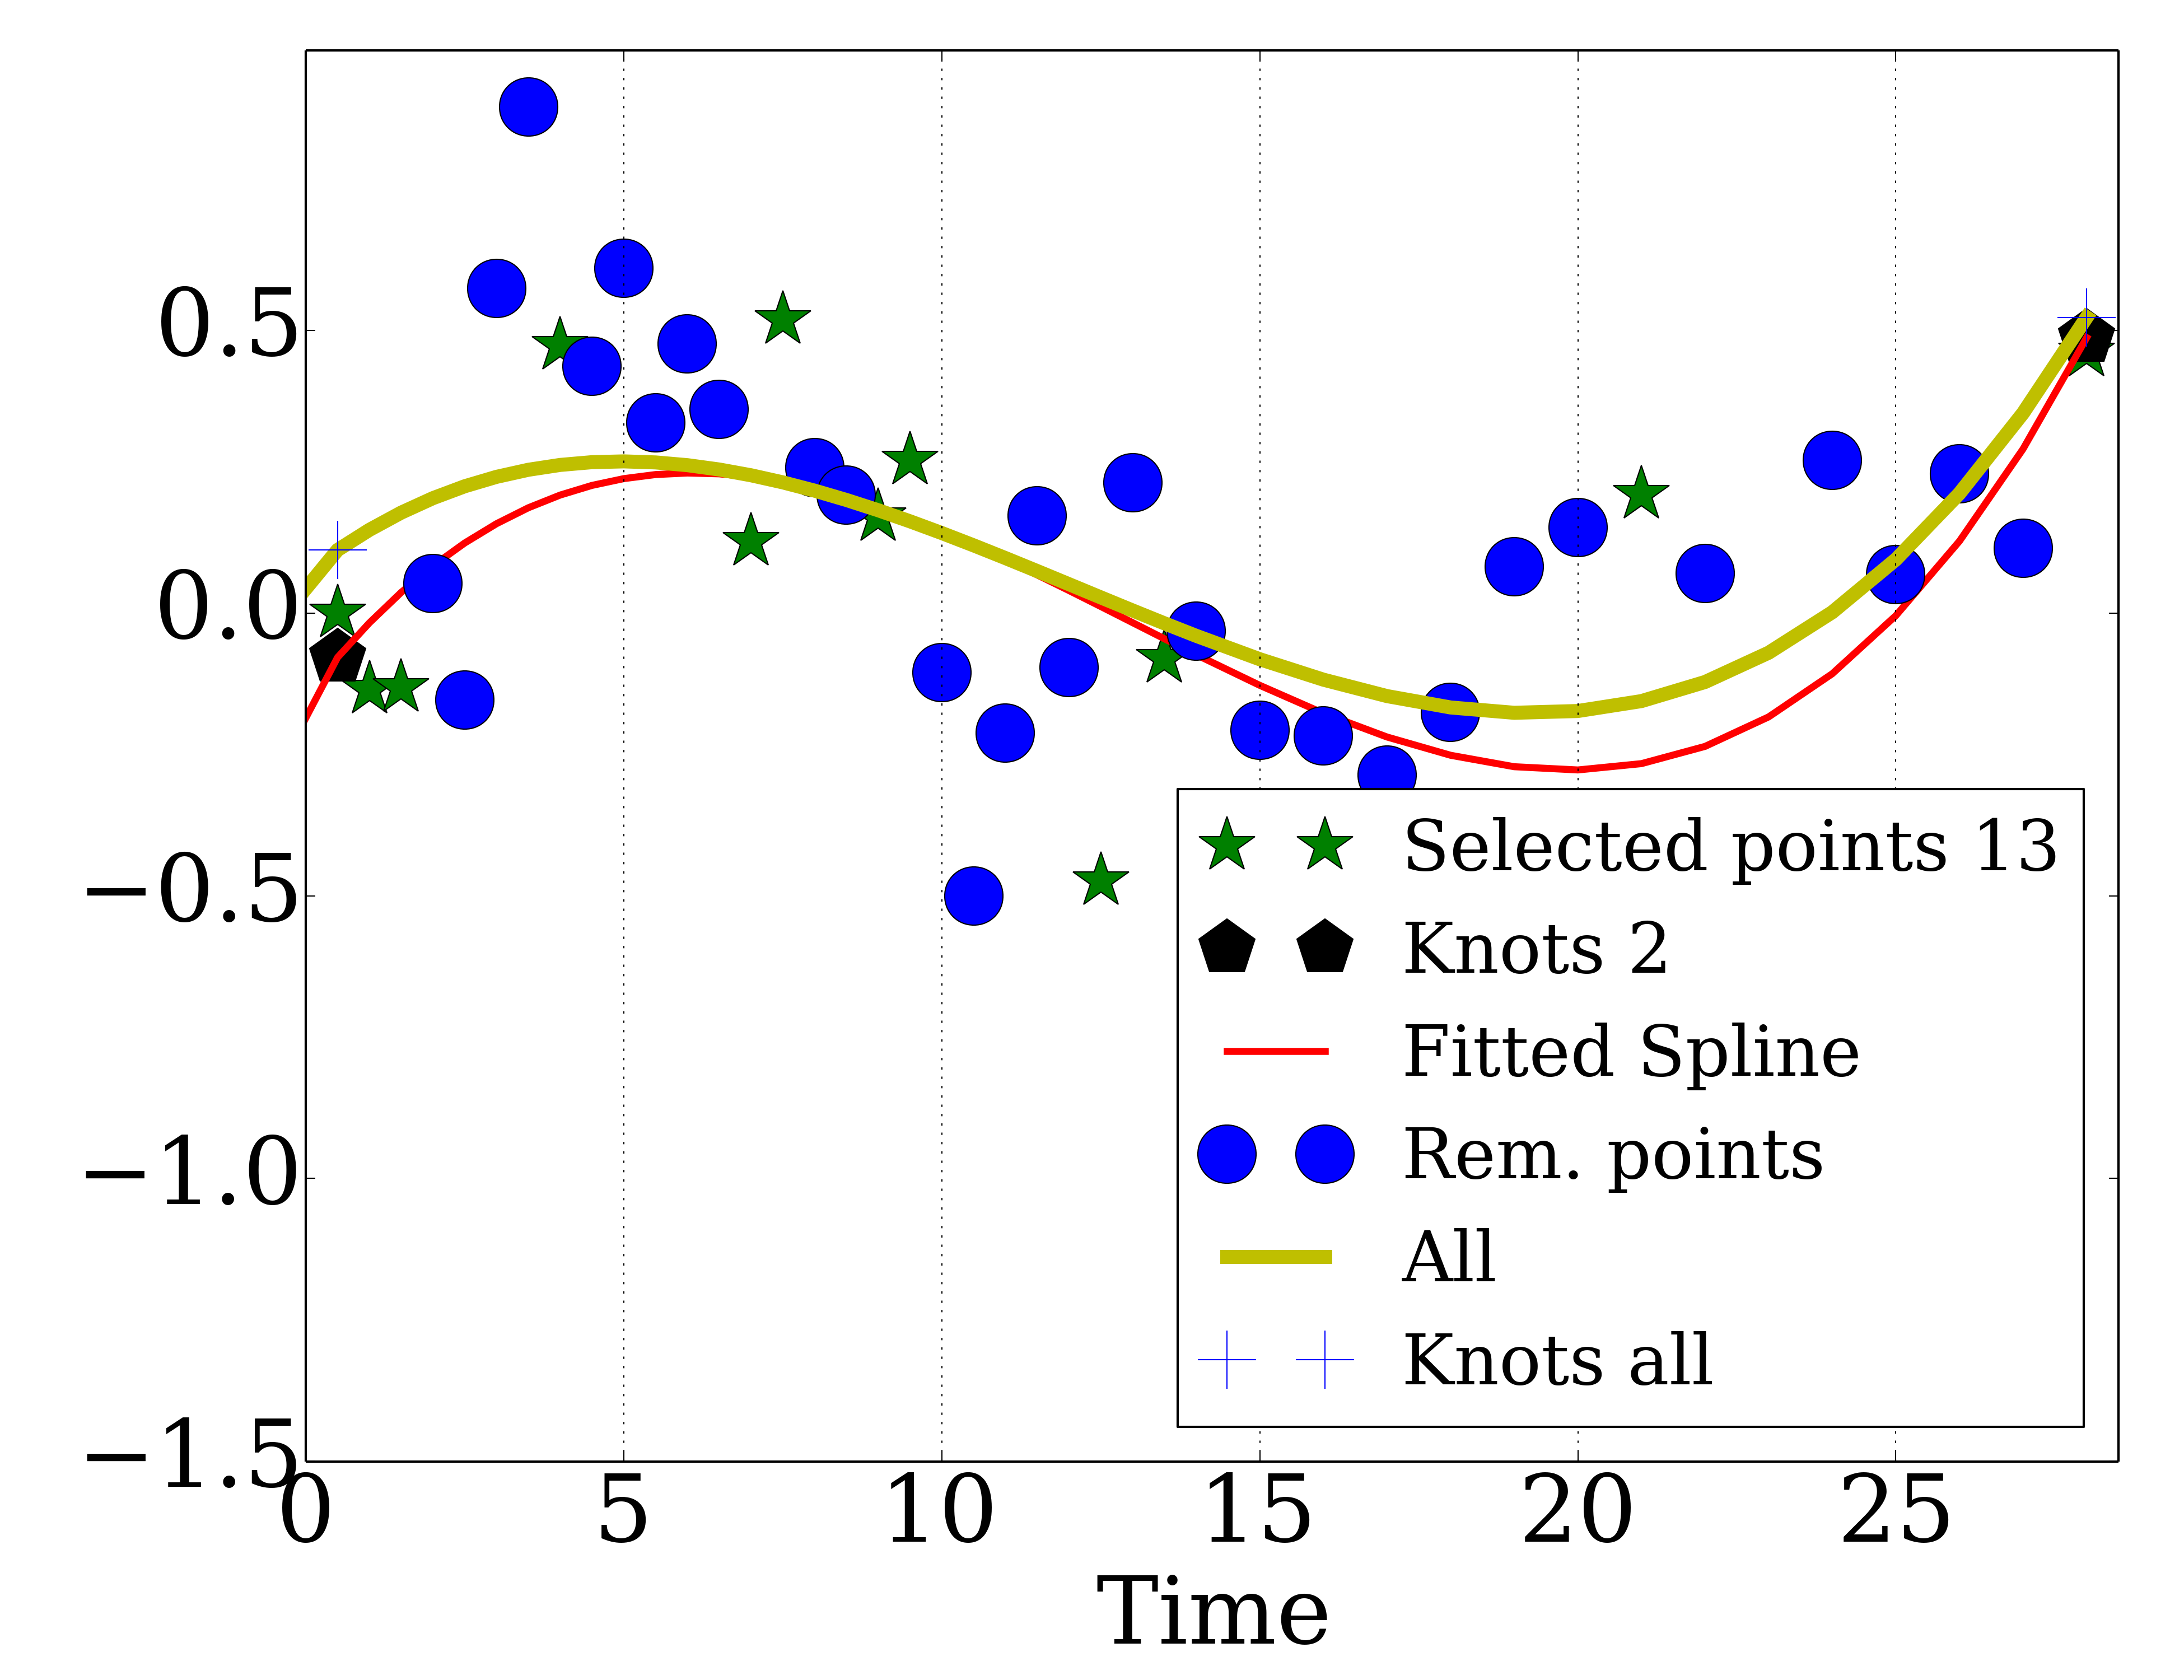 0.5
0.0
−0.5
−1.0
−1.5
0 5 10 15 20 25
Time
Selected points 13
Knots 2
Fitted Spline
Rem. points
All
Knots all